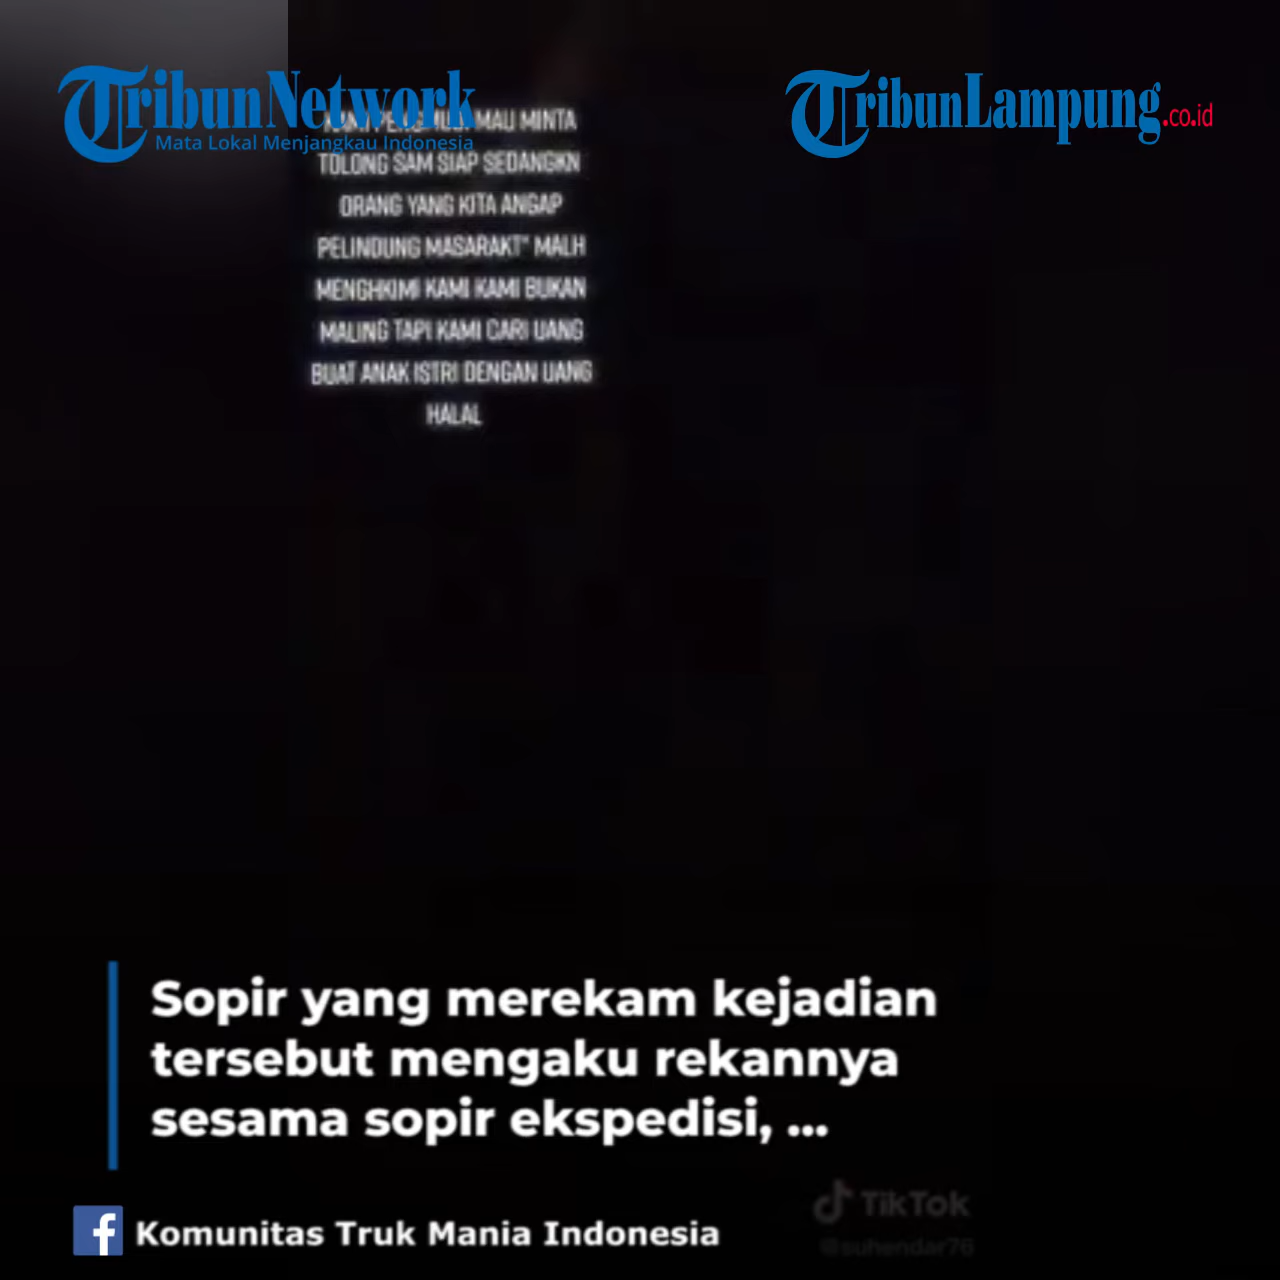 TribunNetwork
Mata Lokal Menjangkau Indonesia
TribunLampung.co.id
MAU MINTA
TOLONG SAM SIAP SEDANGKN
ORANG YANG KITA ANGAP
PELINDUNG MASARAKT" MALH
MENGHKIMI KAMI KAMI BUKAN
MALING TAPI KAMI CARI UANG
BUAT ANAK ISTRI DENGAN UANG
HALAL
Sopir yang merekam kejadian
tersebut mengaku rekannya
sesama sopir ekspedisi, ...
TikTok
@suhendar76
Komunitas Truk Mania Indonesia